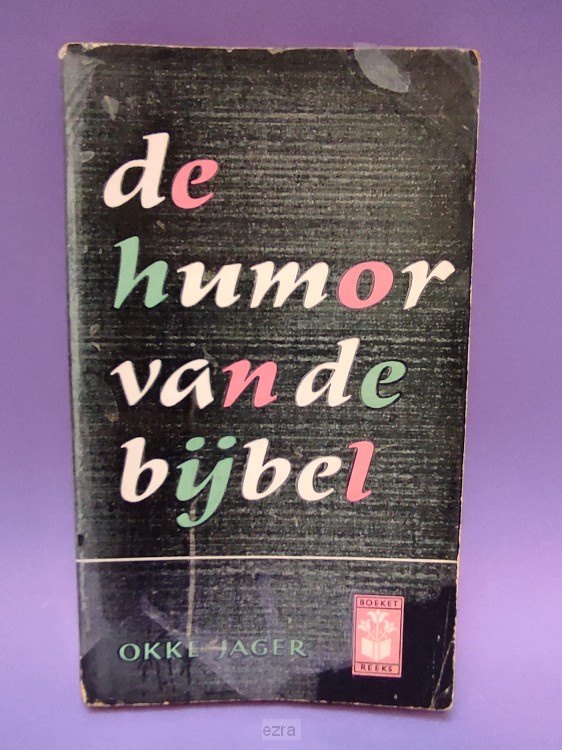 de
humor
van de
bijbel
OKKE JAGER
BOEKET
REEKS
ezra